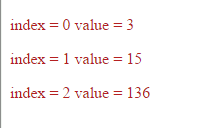 index = 0 value = 3
index = 1 value = 15
index = 2 value = 136